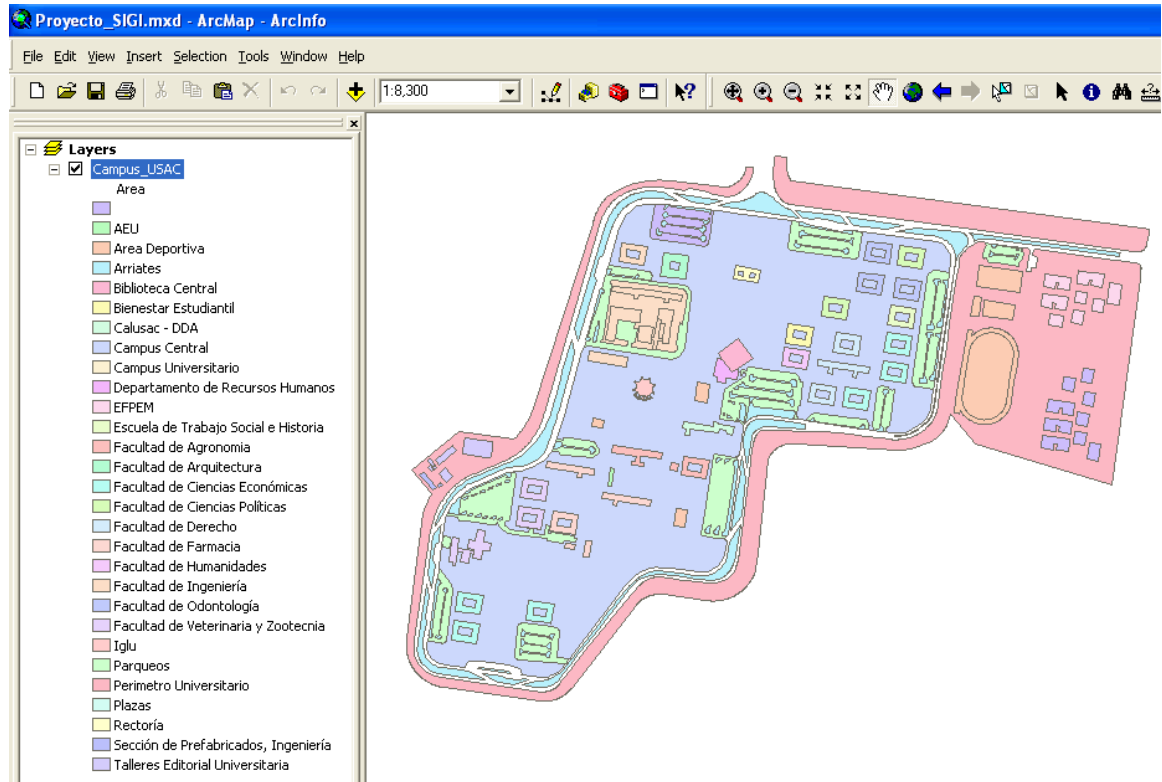 Proyecto_SIGI.mxd - ArcMap - ArcInfo
File Edit View Insert Selection Tools Window Help
1:8,300
Layers
Campus_USAC
Area
AEU
Area Deportiva
Arriates
Biblioteca Central
Bienestar Estudiantil
Calusac - DDA
Campus Central
Campus Universitario
Departamento de Recursos Humanos
EFPEM
Escuela de Trabajo Social e Historia
Facultad de Agronomia
Facultad de Arquitectura
Facultad de Ciencias Económicas
Facultad de Ciencias Políticas
Facultad de Derecho
Facultad de Farmacia
Facultad de Humanidades
Facultad de Ingeniería
Facultad de Odontología
Facultad de Veterinaria y Zootecnia
Iglu
Parqueos
Perimetro Universitario
Plazas
Rectoría
Sección de Prefabricados, Ingeniería
Talleres Editorial Universitaria